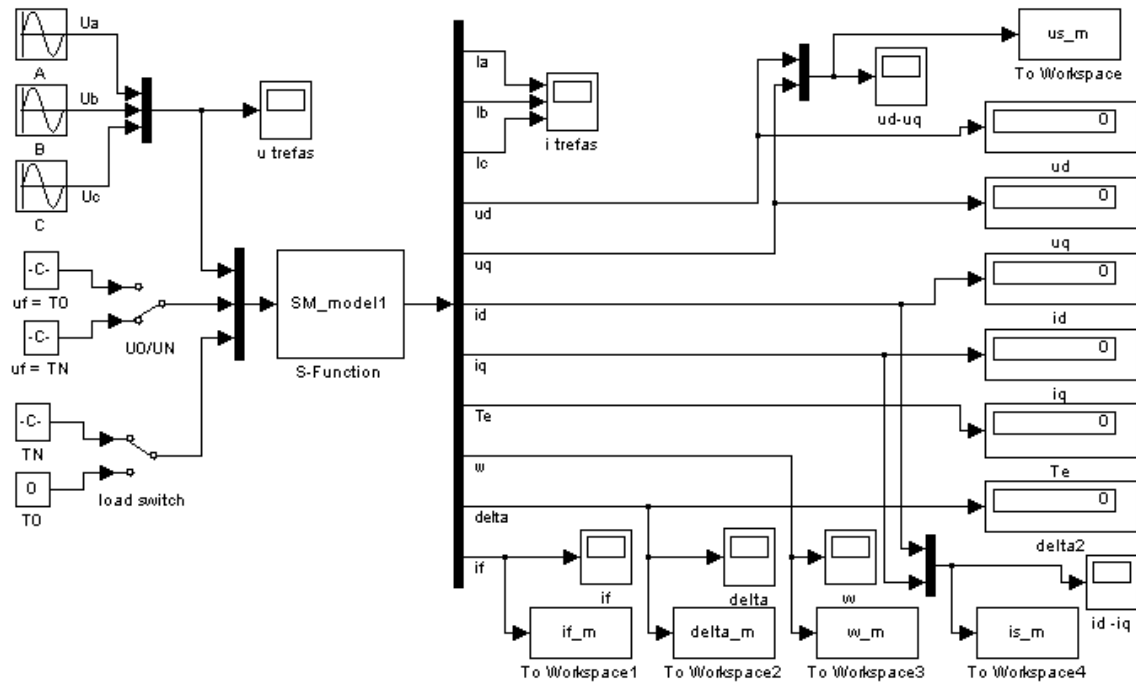 Ua
A
Ub
B
Uc
C
u trefas
-C-
uf = T0
-C-
uf = TN
U0/UN
-C-
TN
0
T0
load switch
SM_model1
S-Function
Ia
Ib
Ic
ud
uq
id
iq
Te
w
delta
if
i trefas
ud-uq
us_m
To Workspace
0
ud
0
uq
0
id
0
iq
0
Te
0
delta2
if
delta
w
id -iq
if_m
To Workspace1
delta_m
To Workspace2
w_m
To Workspace3
is_m
To Workspace4